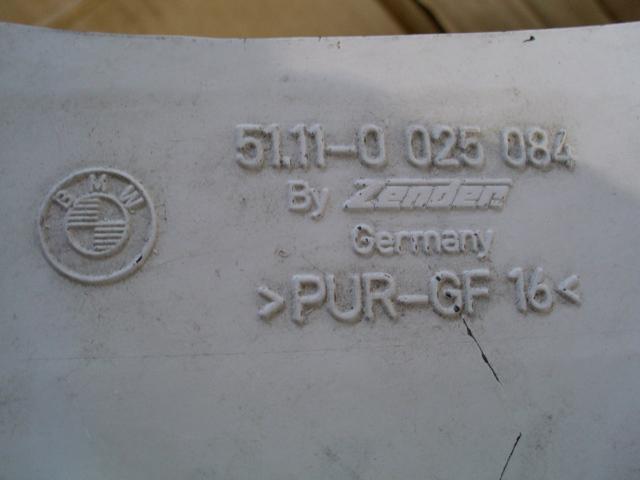 BMW
51.11-0 025 084
By Zender
Germany
>PUR-GF 16<